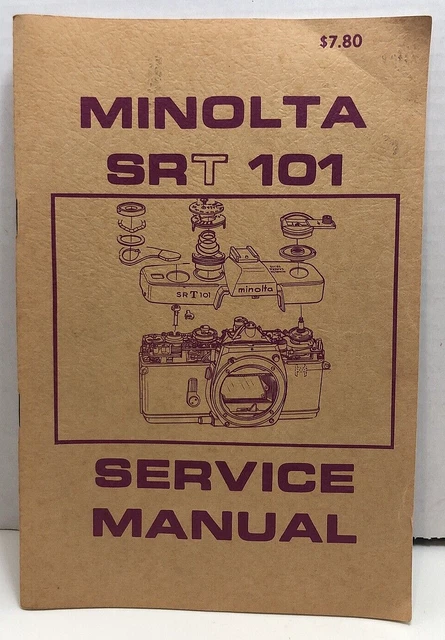 $7.80
MINOLTA
SRT 101
minolta
SRT101
SERVICE
MANUAL